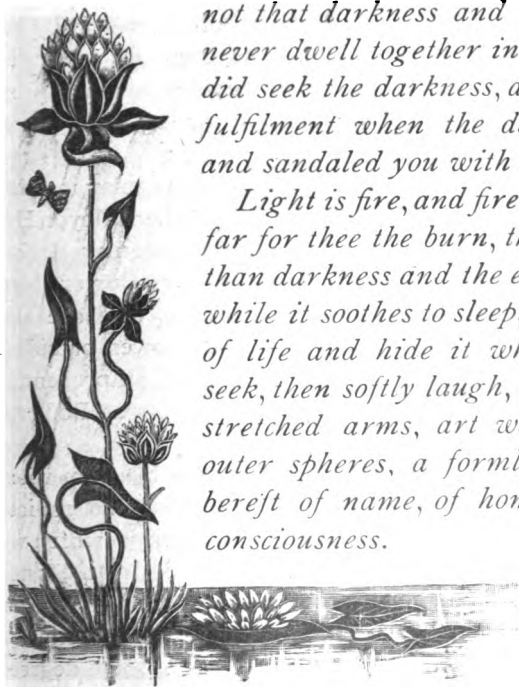 not that darkness and
never dwell together in
did seek the darkness,
fulfilment when the
and sandaled you with
Light is fire, and fire
far for thee the burn,
than darkness and the
while it soothes to sleep
of life and hide it
seek, then softly laugh,
stretched arms, art
outer spheres, a
bereft of name, of
consciousness.